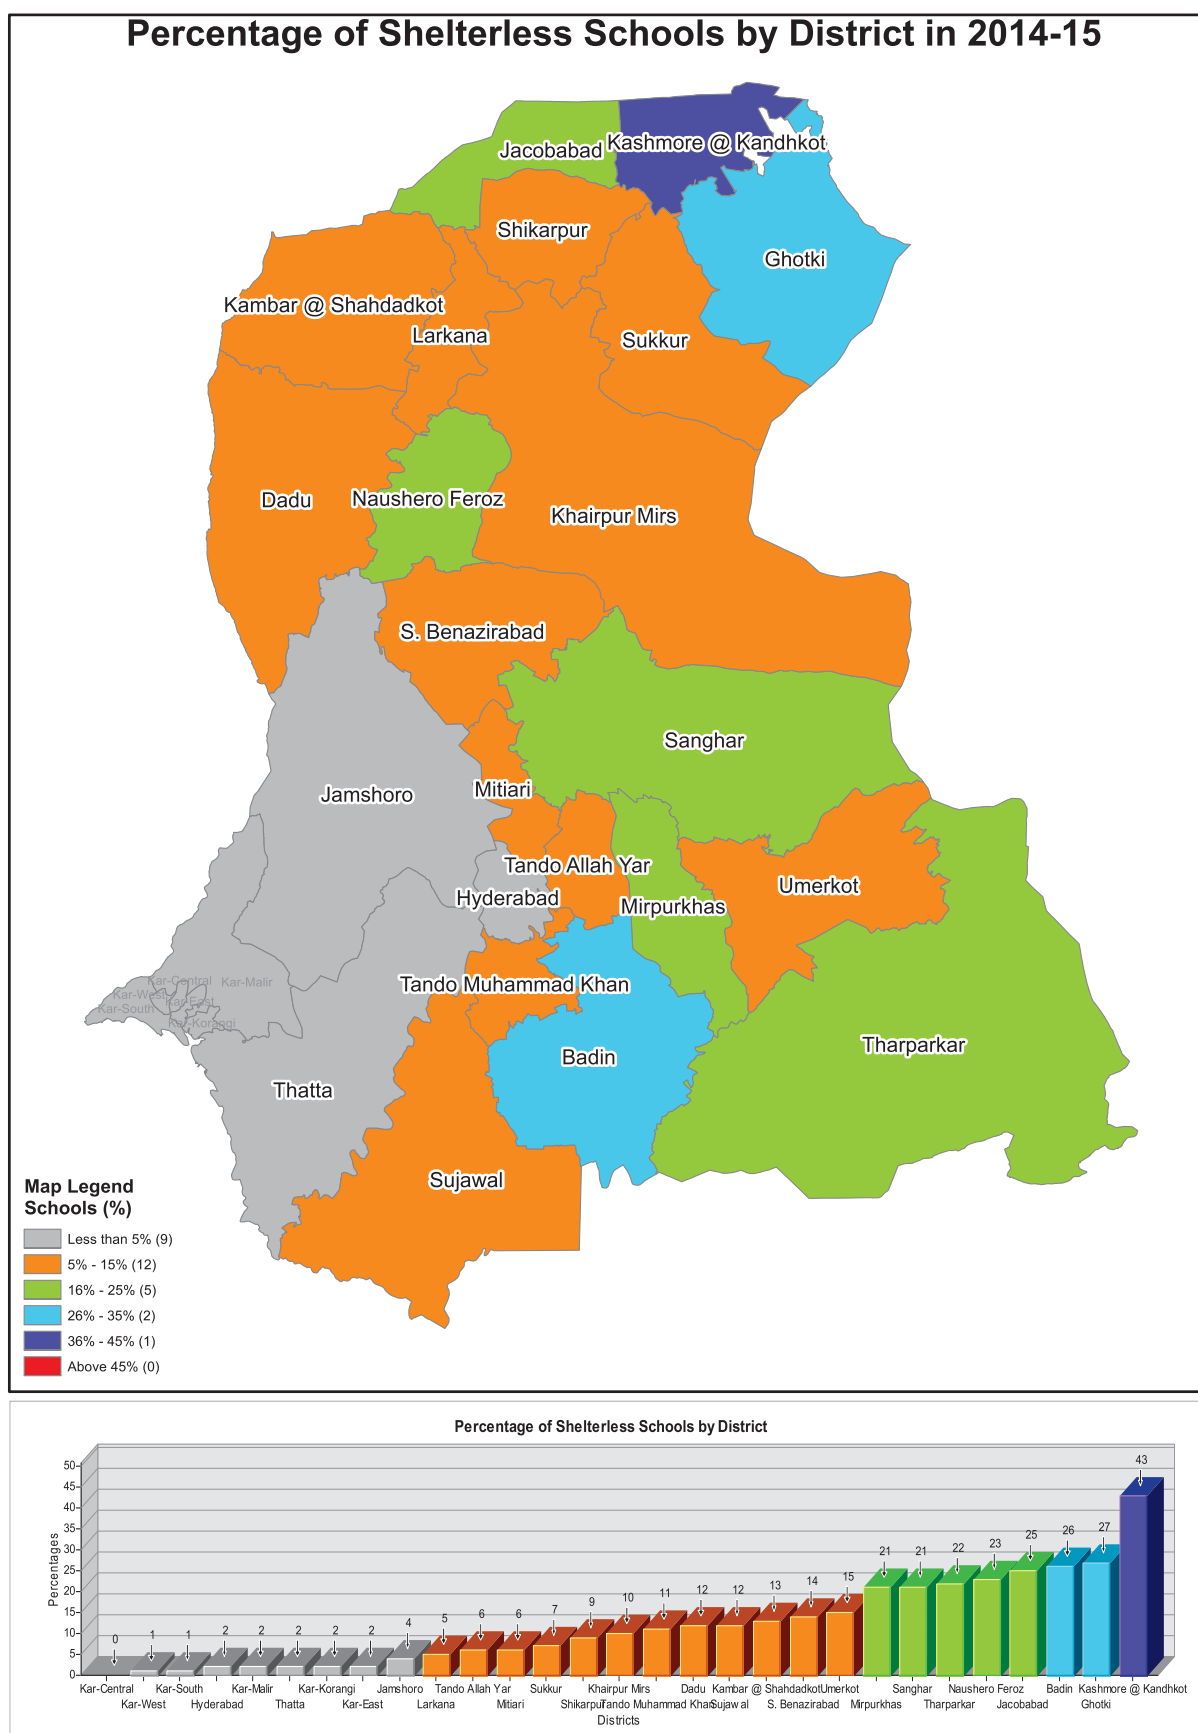 Percentage of Shelterless Schools by District in 2014-15
Jacobabad
Kashmore @ Kandhkot
Shikarpur
Ghotki
Kambar @ Shahdadkot
Larkana
Sukkur
Dadu
Naushero Feroz
Khairpur Mirs
S. Benazirabad
Sanghar
Mitiari
Jamshoro
Tando Allah Yar
Umerkot
Hyderabad
Mirpurkhas
Kar-Central
Kar-Malir
Tando Muhammad Khan
Kar-West
Kar-East
Kar-South
Kar-Korangi
Tharparkar
Badin
Thatta
Sujawal
Map Legend
Schools (%)
Less than 5% (9)
5% - 15% (12)
16% - 25% (5)
26% - 35% (2)
36% - 45% (1)
Above 45% (0)
Percentage of Shelterless Schools by District
Percentages
50
45
40
35
30
25
20
15
10
5
0
0 1 1 2 2 2 2 2 4 5 6 6 7 9 10 11 12 12 13 14 15 21 21 22 23 25 26 27 43
Kar-Central Kar-South Kar-Malir Kar-Korangi Jamshoro Tando Allah Yar Sukkur Khairpur Mirs Dadu Kambar @ Shahdadkot Umerkot Sanghar Naushero Feroz Badin Kashmore @ Kandhkot
Kar-West Hyderabad Thatta Kar-East Larkana Mitiari Shikarpur Tando Muhammad Khan Sujawal S. Benazirabad Mirpurkhas Tharparkar Jacobabad Ghotki
Districts